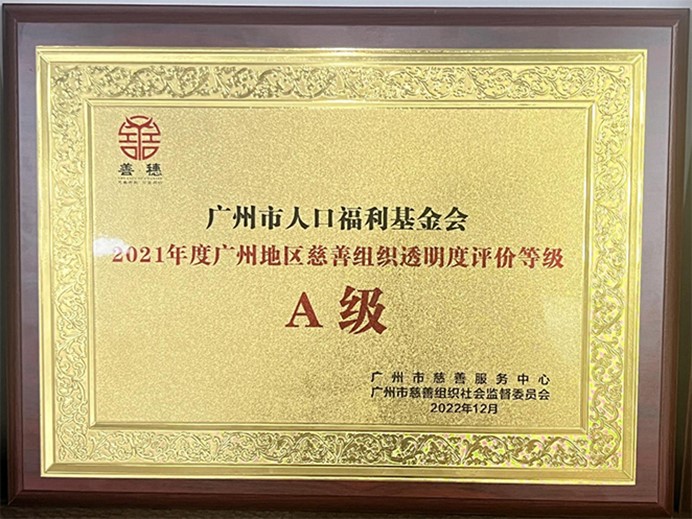 善穗
广州市人口福利基金会
2021年度广州地区慈善组织透明度评价等级
A 级
广州市慈善服务中心
广州市慈善组织社会监督委员会
2022年12月